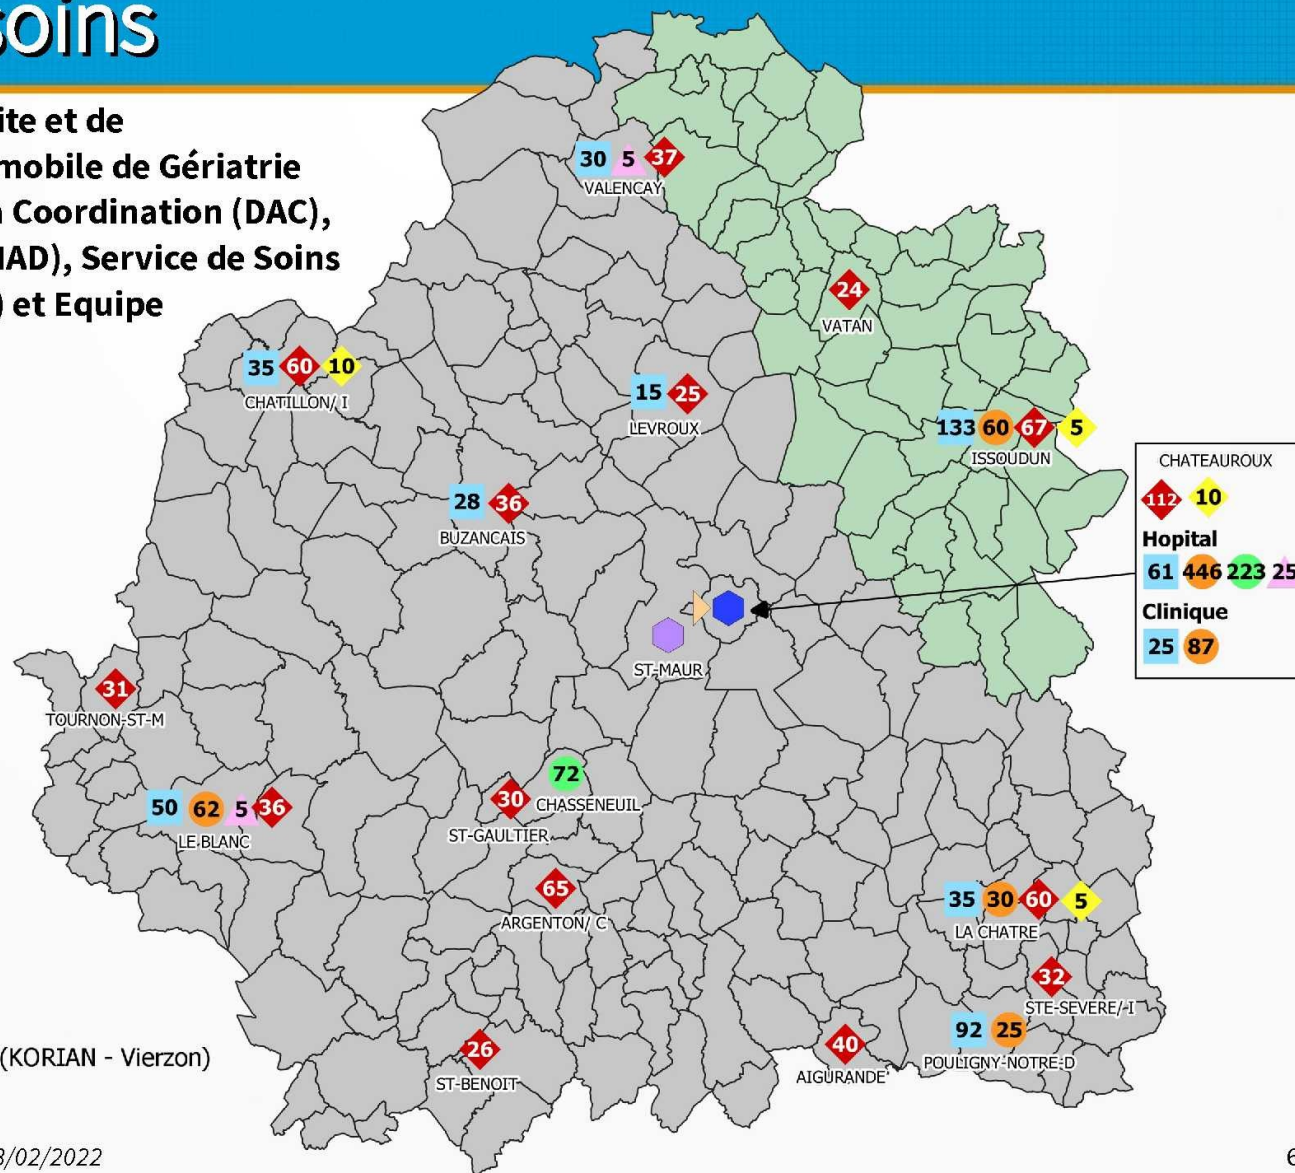 soins
ite et de
mobile de Gériatrie
Coordination (DAC),
IAD), Service de Soins
) et Equipe
30 5 37
VALENCAY
24
VATAN
35 60 10
CHATILLON/ I
15 25
LEVROUX
133 60 67 5
ISSOUDUN
CHATEAUROUX
112 10
Hopital
61 446 223 25
Clinique
25 87
28 36
BUZANCAIS
ST-MAUR
31
TOURNON-ST-M
72
CHASSENEUIL
30
ST-GAULTIER
50 62 5 36
LE BLANC
65
ARGENTON/ C
35 30 60 5
LA CHATRE
32
STE-SEVERE/-I
92 25
POULIGNY-NOTRE-D
40
AIGURANDE
26
ST-BENOIT
(KORIAN - Vierzon)
/02/2022
6